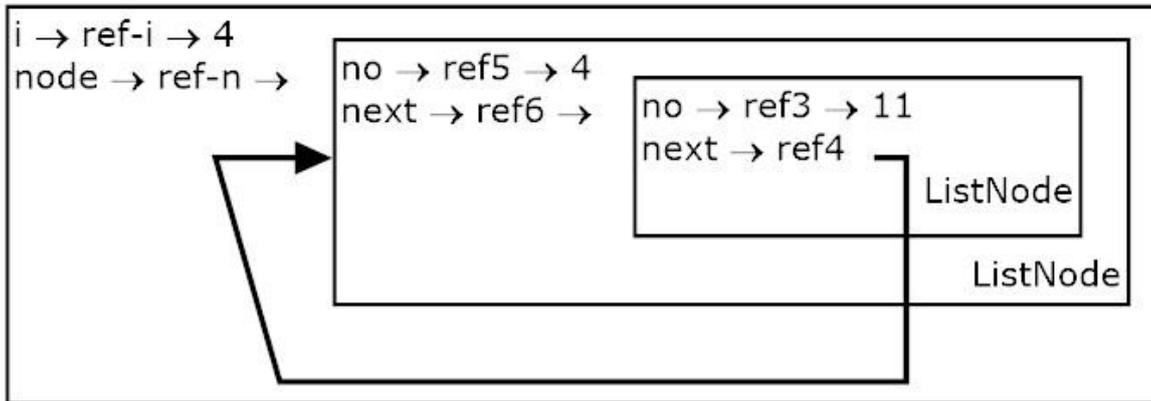 i → ref-i → 4
node → ref-n →
no → ref5 → 4
next → ref6 →
no → ref3 → 11
next → ref4
ListNode
ListNode